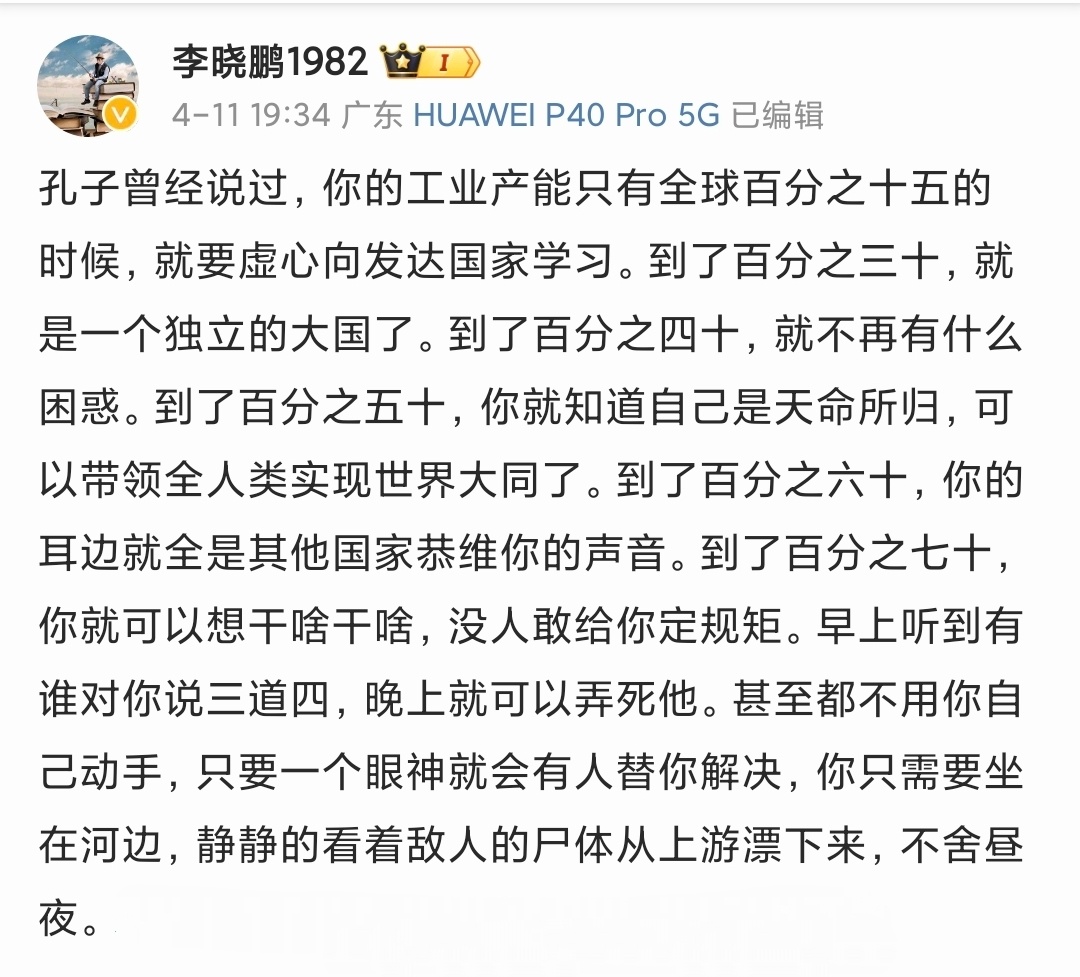 李晓鹏1982 I
4-11 19:34 广东 HUAWEI P40 Pro 5G 已编辑
孔子曾经说过，你的工业产能只有全球百分之十五的
时候，就要虚心向发达国家学习。到了百分之三十，就
是一个独立的大国了。到了百分之四十，就不再有什么
困惑。到了百分之五十，你就知道自己是天命所归，可
以带领全人类实现世界大同了。到了百分之六十，你的
耳边就全是其他国家恭维你的声音。到了百分之七十，
你就可以想干啥干啥，没人敢给你定规矩。早上听到有
谁对你说三道四，晚上就可以弄死他。甚至都不用你自
己动手，只要一个眼神就会有人替你解决，你只需要坐
在河边，静静的看着敌人的尸体从上游漂下来，不舍昼
夜。